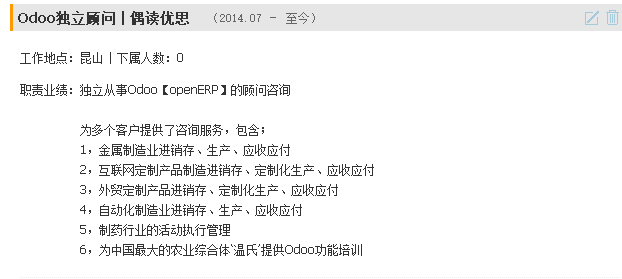 Odoo独立顾问 | 偶读优思 (2014.07 - 至今)
工作地点: 昆山 | 下属人数: 0
职责业绩: 独立从事Odoo【openERP】的顾问咨询
为多个客户提供了咨询服务，包含；
1，金属制造业进销存、生产、应收应付
2，互联网定制产品制造进销存、定制化生产、应收应付
3，外贸定制产品进销存、定制化生产、应收应付
4，自动化制造业进销存、生产、应收应付
5，制药行业的活动执行管理
6，为中国最大的农业综合体‘温氏’提供Odoo功能培训